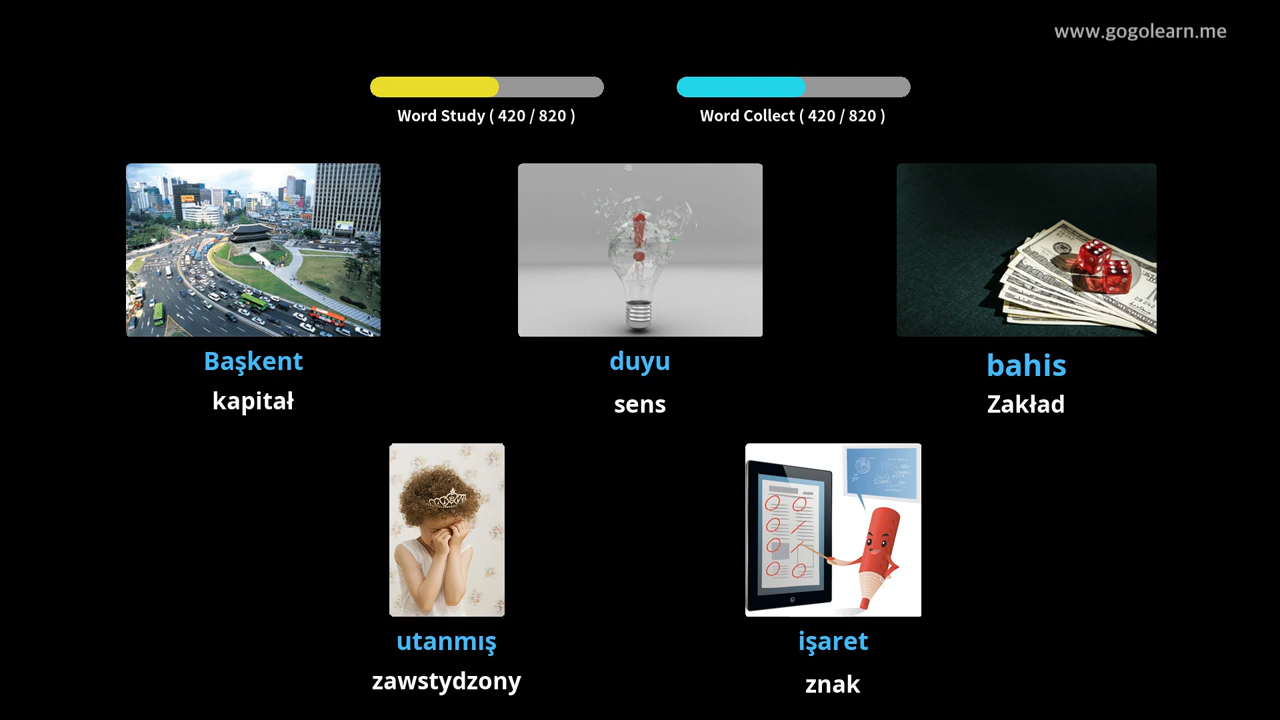 www.gogolearn.me
Word Study ( 420 / 820 )
Word Collect ( 420 / 820 )
Başkent
kapitał
duyu
sens
bahis
Zakład
utanmış
zawstydzony
işaret
znak